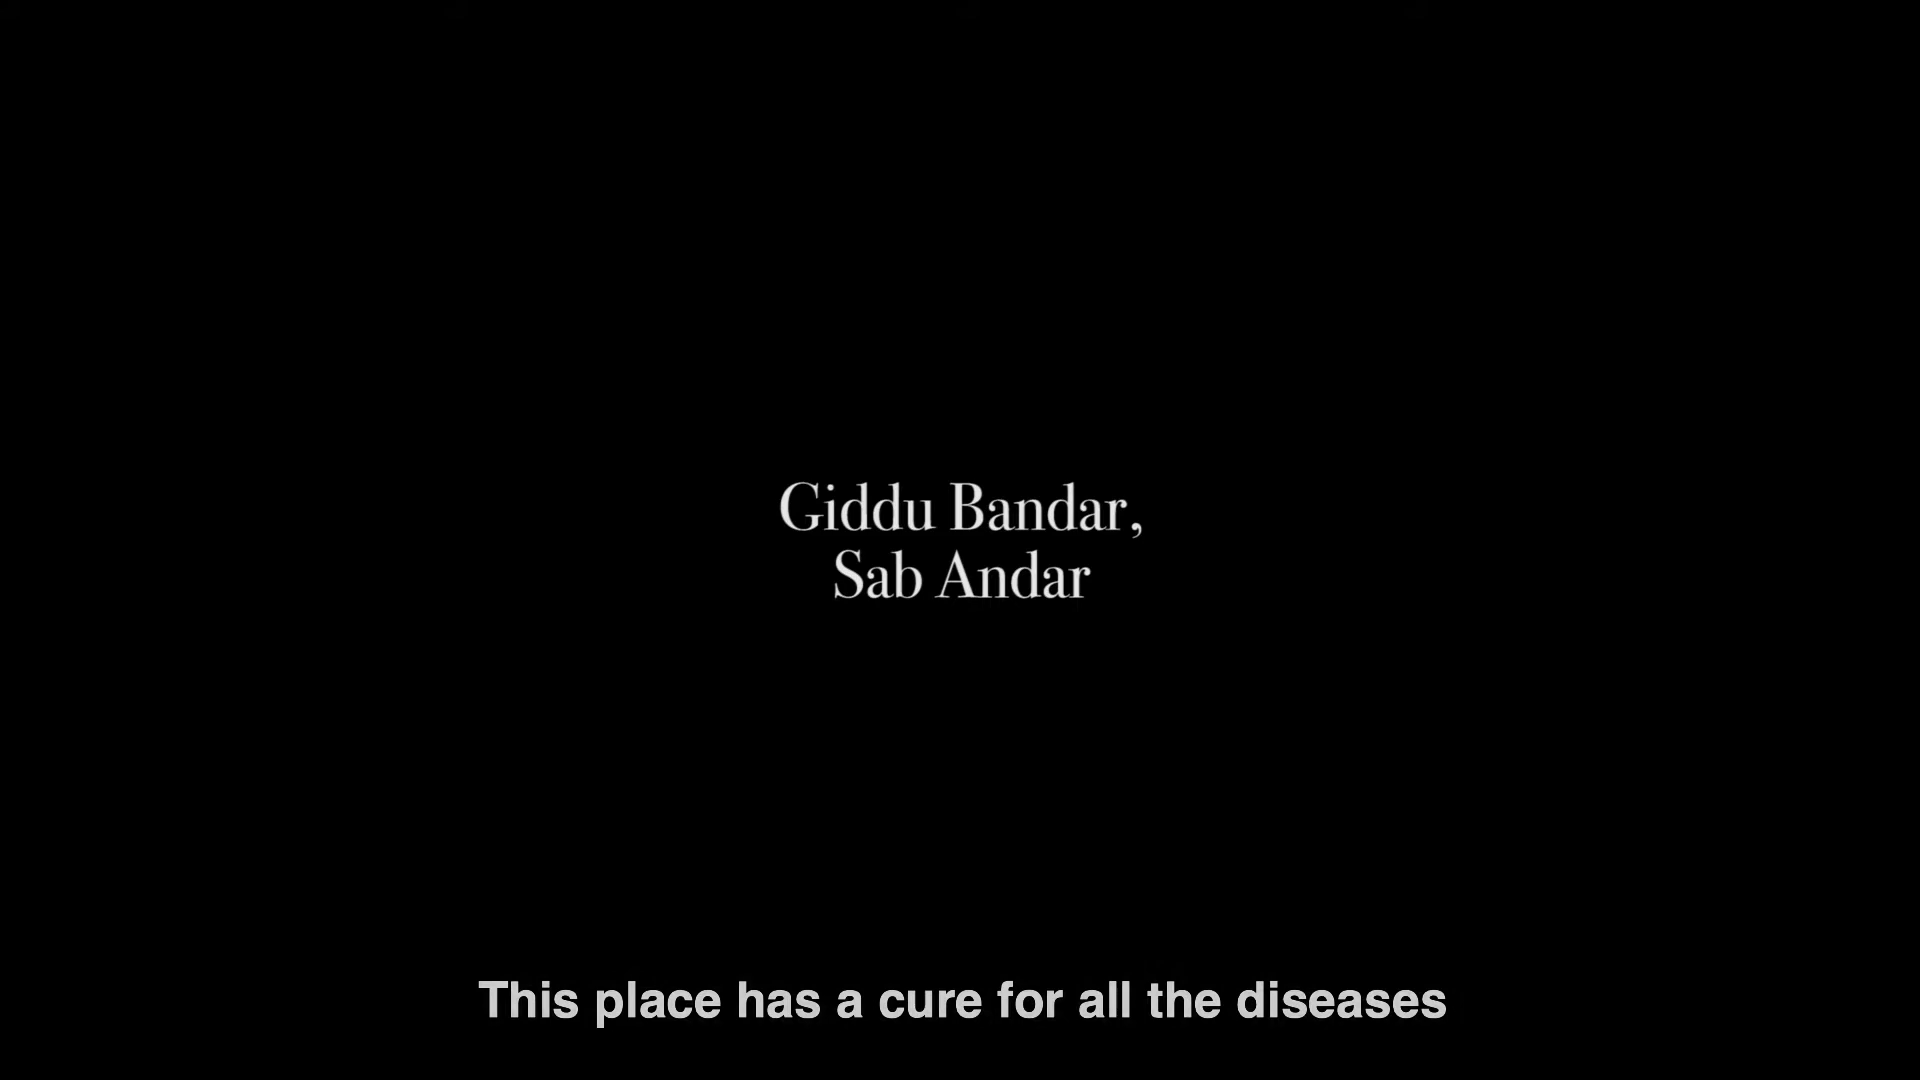 Giddu Bandar,
Sab Andar
This place has a cure for all the diseases